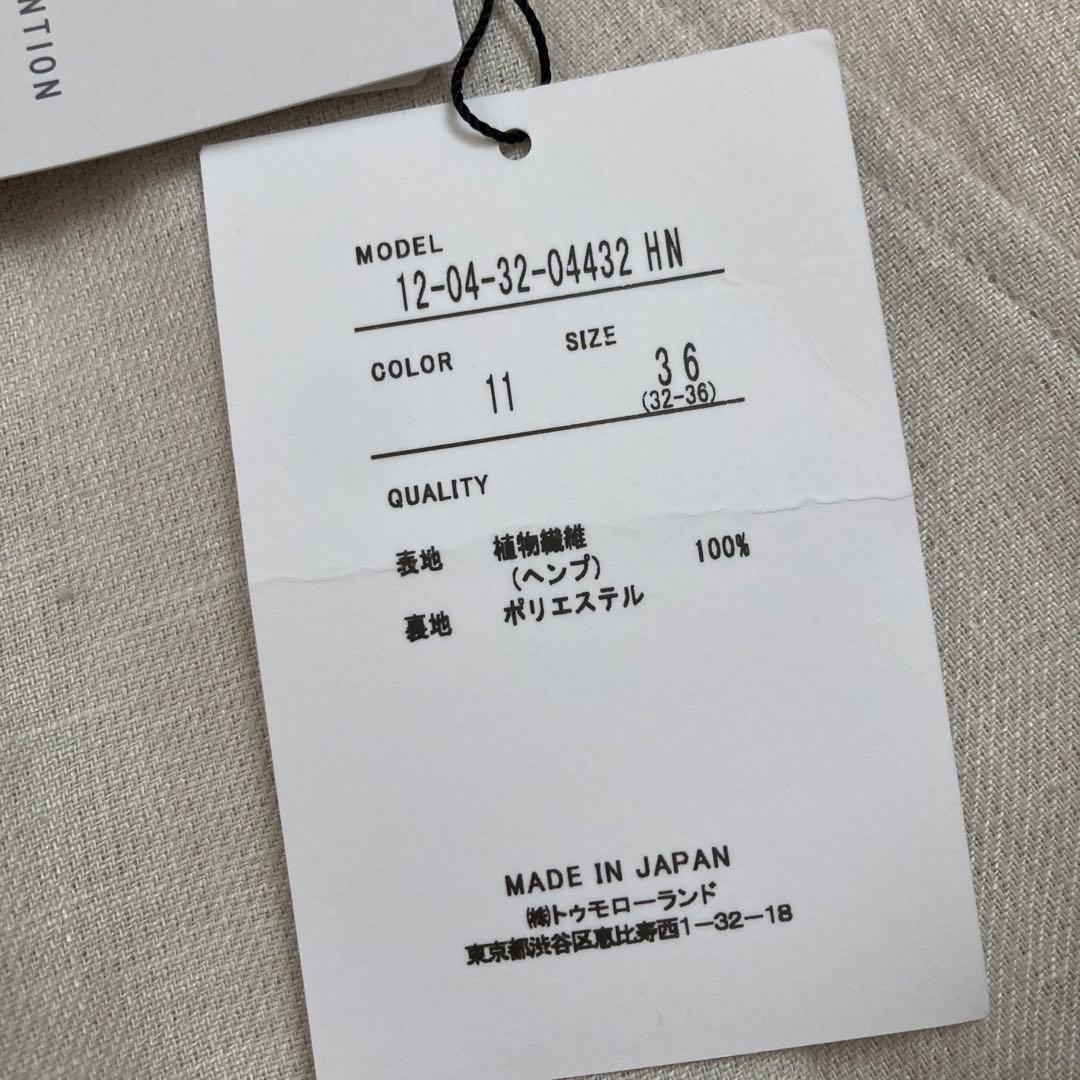 NTION
MODEL
12-04-32-04432 HN
COLOR 11 SIZE 36
(32-36)
QUALITY
表地 植物繊維 100%
(ヘンプ)
裏地 ポリエステル
MADE IN JAPAN
㈱トゥモローランド
東京都渋谷区恵比寿西1-32-18